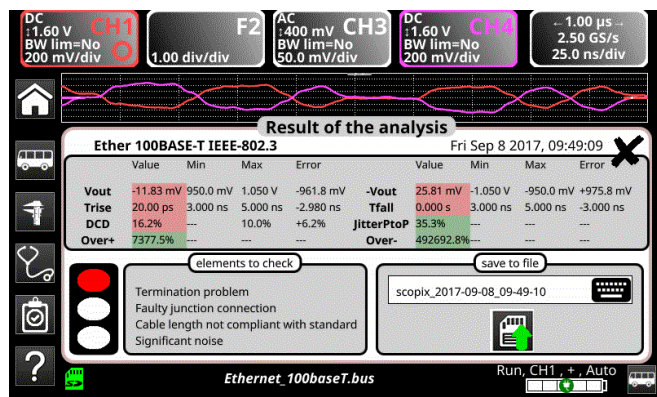 DC
↕1.60 V CH1
BW lim=No
200 mV/div
F2
1.00 div/div
AC
↕400 mV CH3
BW lim=No
50.0 mV/div
DC
↕1.60 V CH4
BW lim=No
200 mV/div
←1.00 µs→
2.50 GS/s
25.0 ns/div
Result of the analysis
Ether 100BASE-T IEEE-802.3 Fri Sep 8 2017, 09:49:09
Value Min Max Error Value Min Max Error
Vout -11.83 mV 950.0 mV 1.050 V -961.8 mV -Vout 25.81 mV -1.050 V -950.0 mV +975.8 mV
Trise 20.00 ps 3.000 ns 5.000 ns -2.980 ns Tfall 0.000 s 3.000 ns 5.000 ns -3.000 ns
DCD 16.2% --- 10.0% +6.2% JitterPtoP 35.3% --- --- ---
Over+ 7377.5% --- --- --- Over- 492692.8% --- --- ---
elements to check
Termination problem
Faulty junction connection
Cable length not compliant with standard
Significant noise
save to file
scopix_2017-09-08_09-49-10
?
Ethernet_100baseT.bus
Run, CH1 , + , Auto